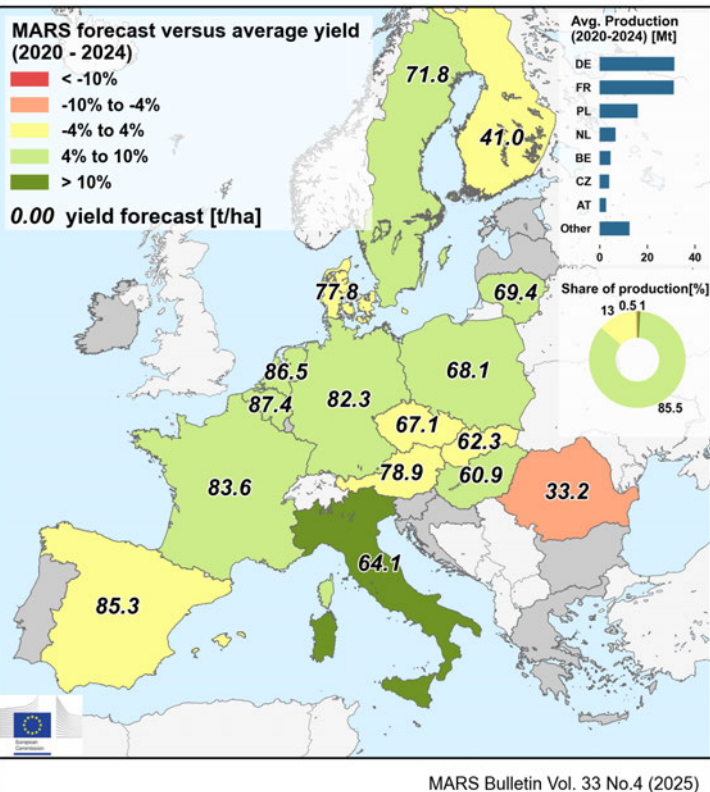 MARS forecast versus average yield
(2020 - 2024)
< -10%
-10% to -4%
-4% to 4%
4% to 10%
> 10%
0.00 yield forecast [t/ha]
Avg. Production
(2020-2024) [Mt]
DE
FR
PL
NL
BE
CZ
AT
Other
0 20 40
Share of production[%]
13 0.5 1
85.5
71.8
41.0
77.8
69.4
86.5
87.4
82.3
68.1
67.1
62.3
78.9
60.9
83.6
33.2
64.1
85.3
European
Commission
MARS Bulletin Vol. 33 No.4 (2025)